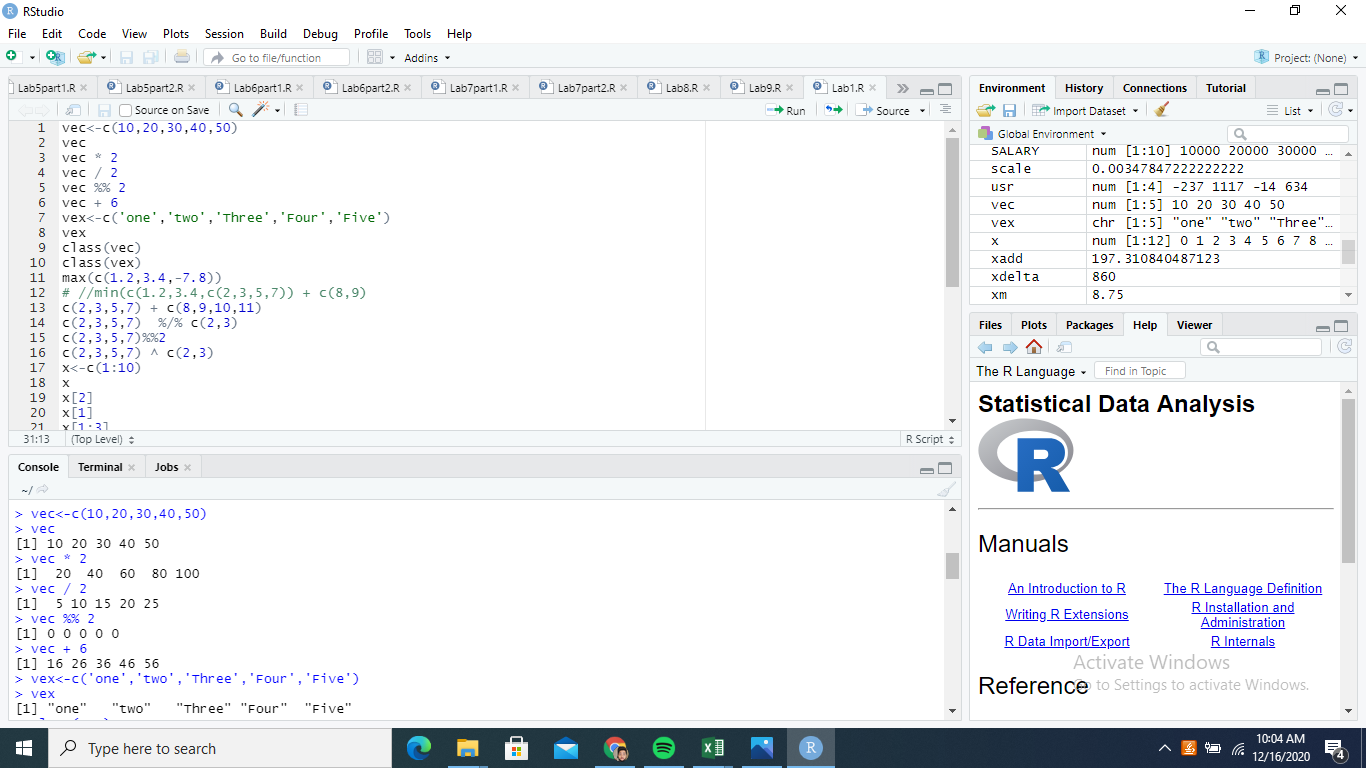 RStudio
File Edit Code View Plots Session Build Debug Profile Tools Help
Go to file/function Addins Project: (None)
Lab5part1.R Lab5part2.R Lab6part1.R Lab6part2.R Lab7part1.R Lab7part2.R Lab8.R Lab9.R Lab1.R
Source on Save Run Source
1 vec<-c(10,20,30,40,50)
2 vec
3 vec * 2
4 vec / 2
5 vec %% 2
6 vec + 6
7 vex<-c('one','two','Three','Four','Five')
8 vex
9 class(vec)
10 class(vex)
11 max(c(1.2,3.4,-7.8))
12 # //min(c(1.2,3.4,c(2,3,5,7)) + c(8,9)
13 c(2,3,5,7) + c(8,9,10,11)
14 c(2,3,5,7)  %/% c(2,3)
15 c(2,3,5,7)%%2
16 c(2,3,5,7) ^ c(2,3)
17 x<-c(1:10)
18 x
19 x[2]
20 x[1]
21 x[1:3]
31:13 (Top Level) R Script
Console Terminal Jobs
~/
> vec<-c(10,20,30,40,50)
> vec
[1] 10 20 30 40 50
> vec * 2
[1]  20  40  60  80 100
> vec / 2
[1]  5 10 15 20 25
> vec %% 2
[1] 0 0 0 0 0
> vec + 6
[1] 16 26 36 46 56
> vex<-c('one','two','Three','Four','Five')
> vex
[1] "one"   "two"   "Three" "Four"  "Five"
Environment History Connections Tutorial
Import Dataset List
Global Environment
SALARY num [1:10] 10000 20000 30000 …
scale 0.00347847222222222
usr num [1:4] -237 1117 -14 634
vec num [1:5] 10 20 30 40 50
vex chr [1:5] "one" "two" "Three"…
x num [1:12] 0 1 2 3 4 5 6 7 8 …
xadd 197.310840487123
xdelta 860
xm 8.75
Files Plots Packages Help Viewer
The R Language Find in Topic
Statistical Data Analysis
R
Manuals
An Introduction to R The R Language Definition
Writing R Extensions R Installation and
Administration
R Data Import/Export R Internals
Activate Windows
Reference
to Settings to activate Windows.
Type here to search
10:04 AM
12/16/2020
4